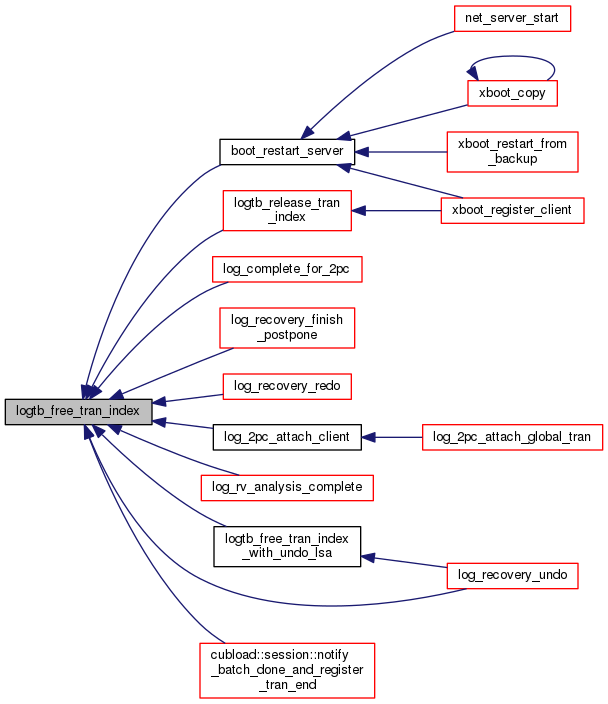 net_server_start
xboot_copy
xboot_restart_from
_backup
boot_restart_server
logtb_release_tran
_index
xboot_register_client
log_complete_for_2pc
log_recovery_finish
_postpone
log_recovery_redo
logtb_free_tran_index
log_2pc_attach_client
log_2pc_attach_global_tran
log_rv_analysis_complete
logtb_free_tran_index
_with_undo_lsa
log_recovery_undo
cubload::session::notify
_batch_done_and_register
_tran_end